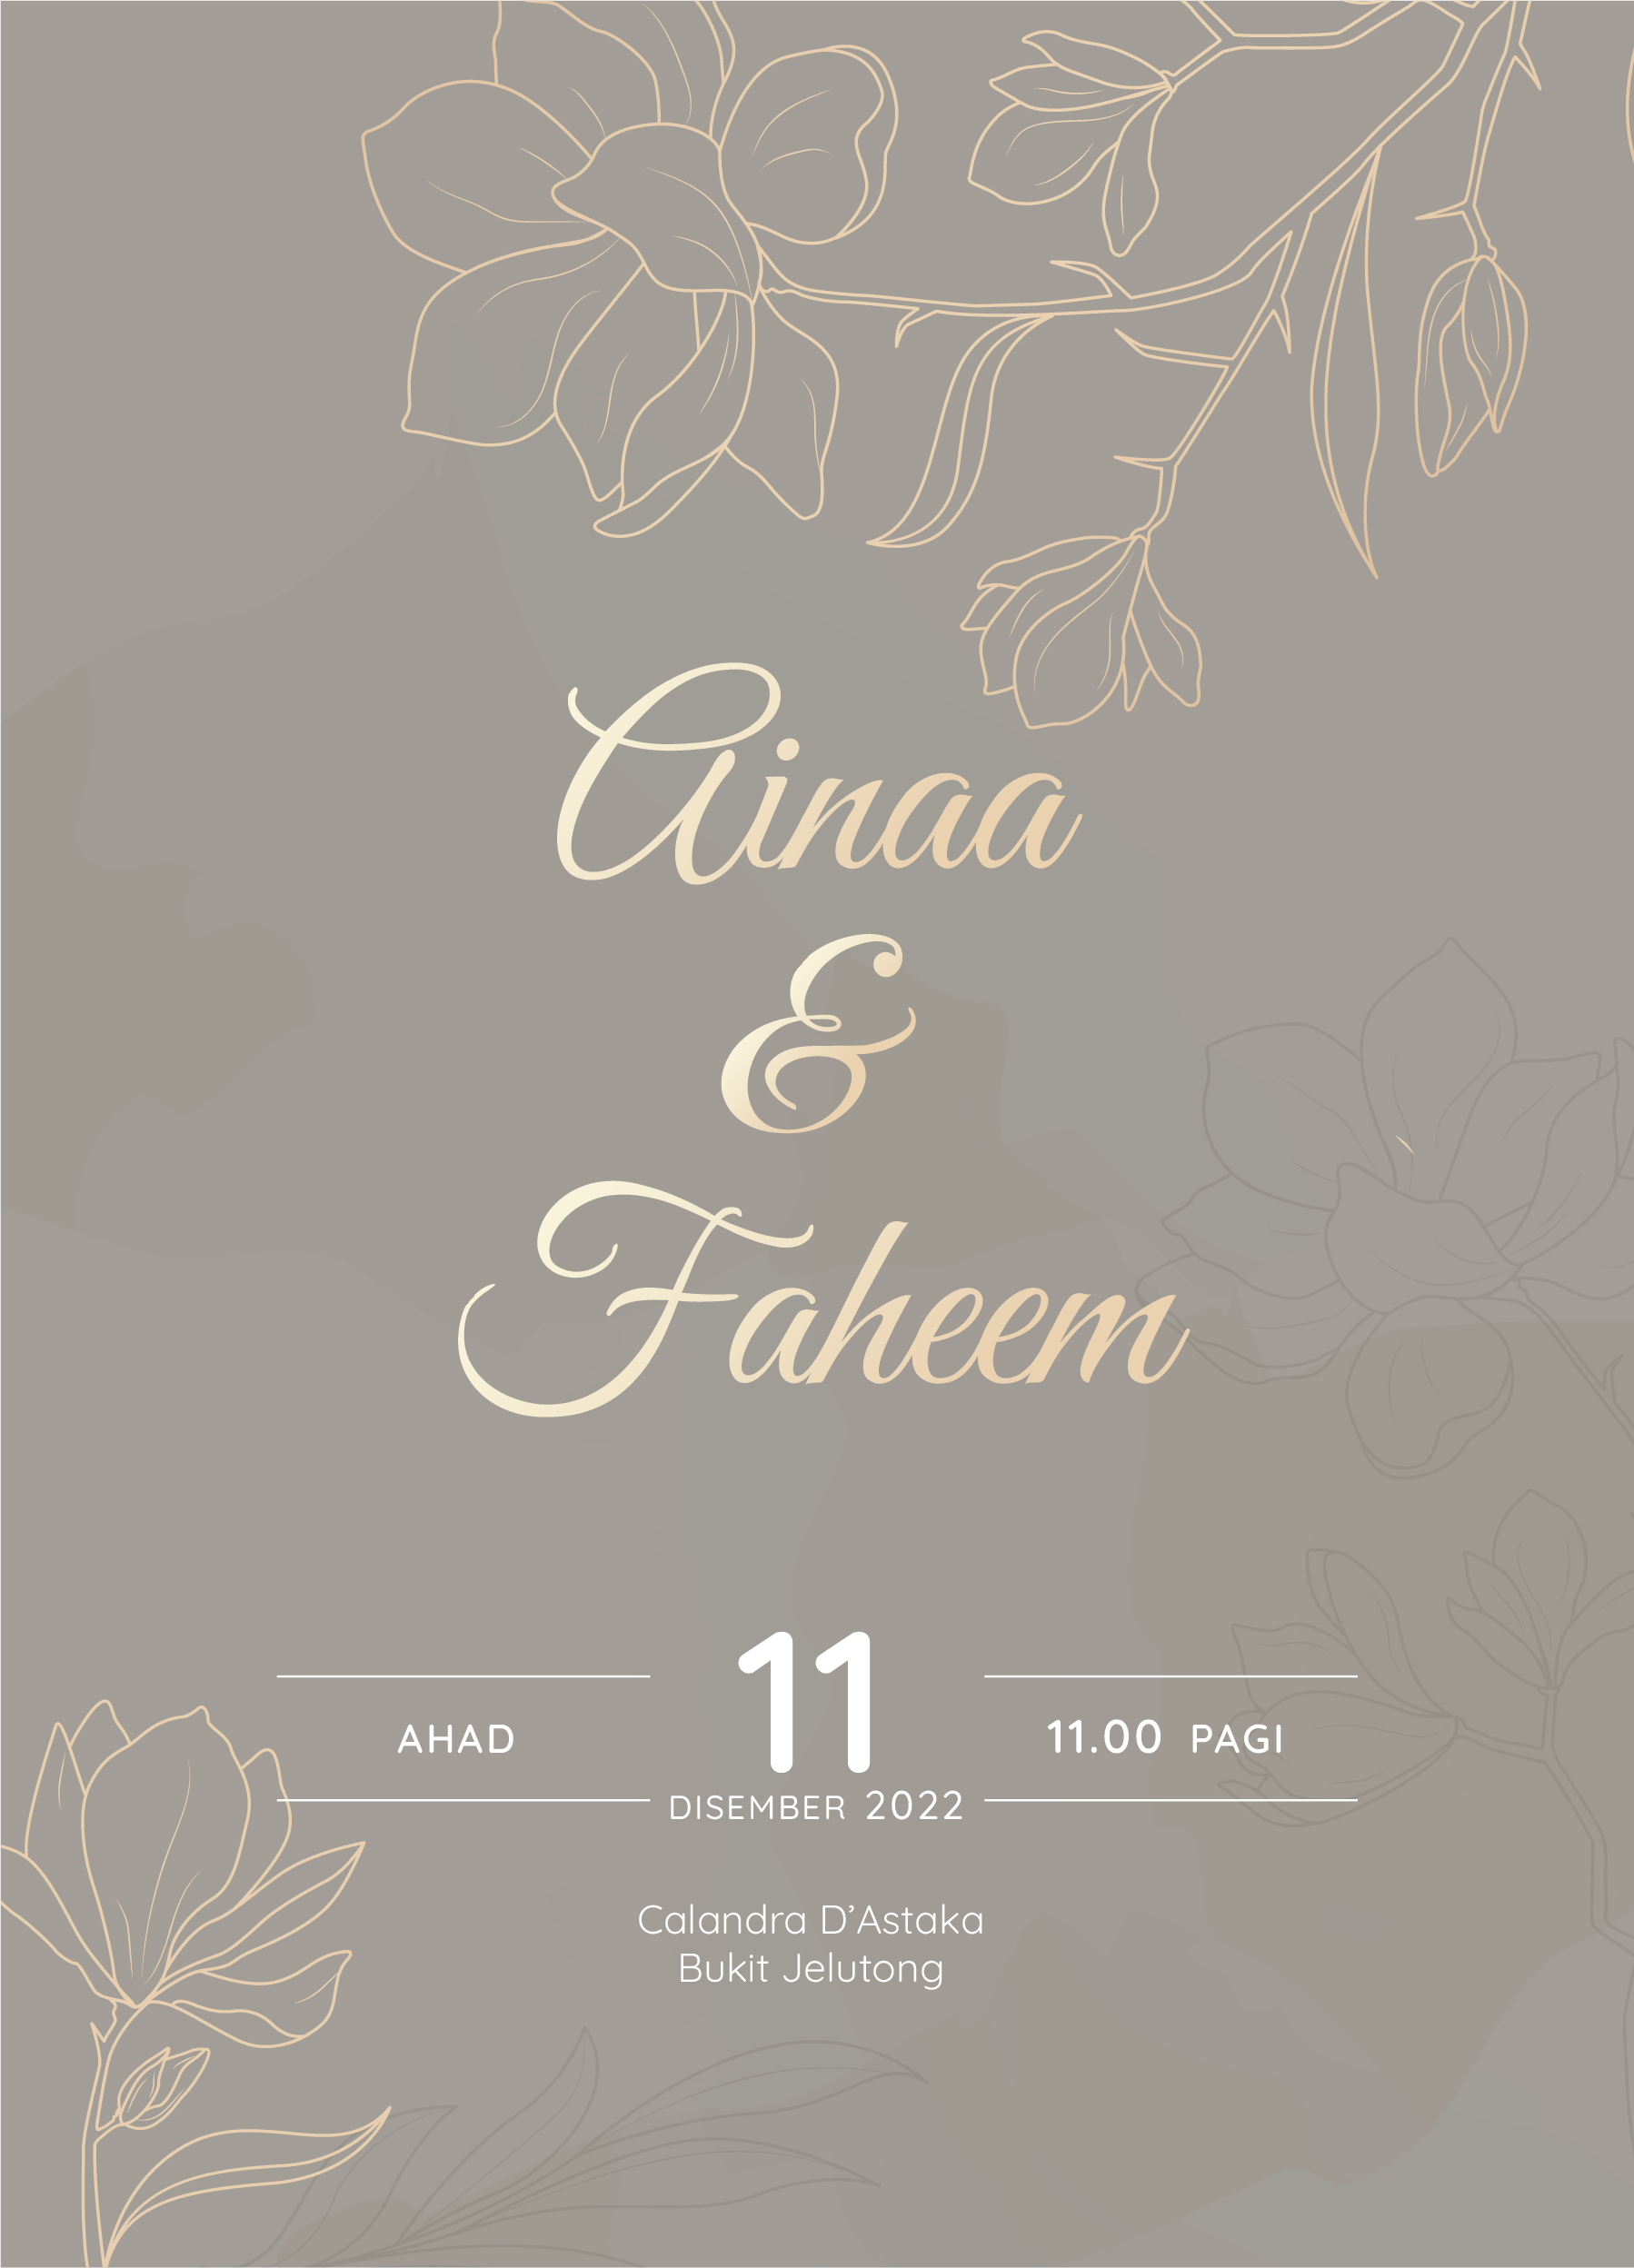 Ainaa
&
Faheem
AHAD
11
11.00 PAGI
DISEMBER 2022
Calandra D’Astaka
Bukit Jelutong